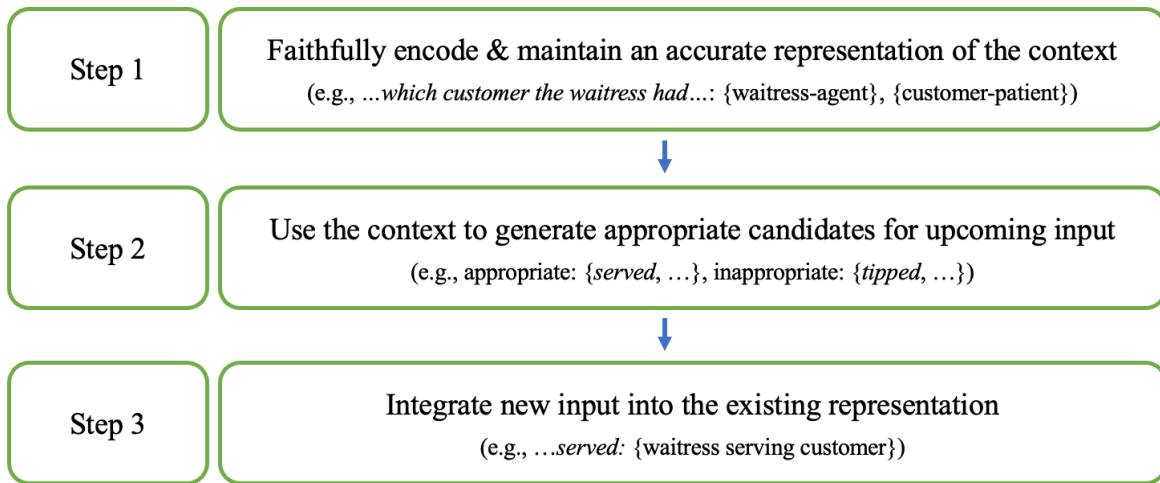 Step 1
Faithfully encode & maintain an accurate representation of the context
(e.g., …which customer the waitress had…: {waitress-agent}, {customer-patient})
Step 2
Use the context to generate appropriate candidates for upcoming input
(e.g., appropriate: {served, …}, inappropriate: {tipped, …})
Step 3
Integrate new input into the existing representation
(e.g., …served: {waitress serving customer})